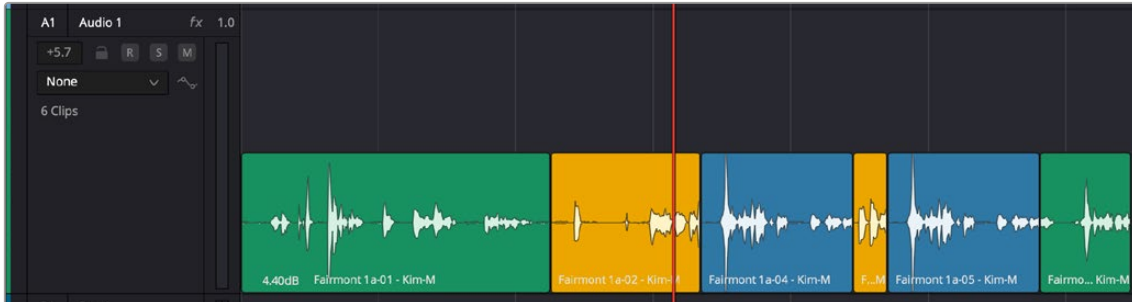 A1 Audio 1 fx 1.0
+5.7 R S M
None
6 Clips
4.40dB Fairmont 1a-01 - Kim-M
Fairmont 1a-02 - Kim-M
Fairmont 1a-04 - Kim-M
F...M
Fairmont 1a-05 - Kim-M
Fairmo... Kim-M